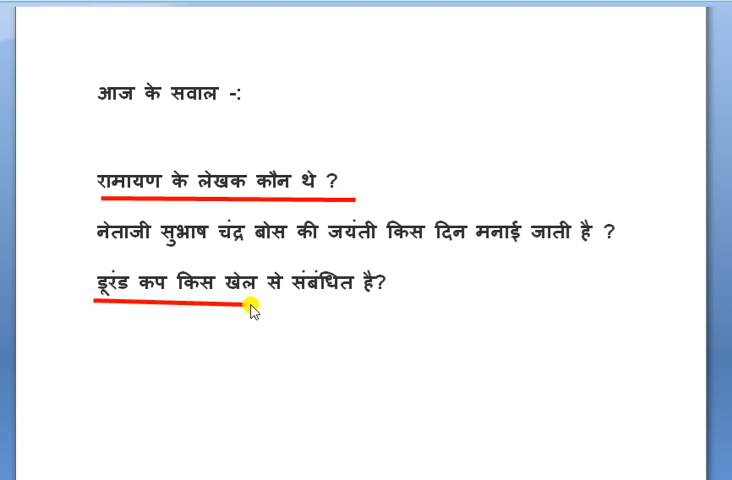 आज के सवाल -:
रामायण के लेखक कौन थे ?
नेताजी सुभाष चंद्र बोस की जयंती किस दिन मनाई जाती है ?
डूरंड कप किस खेल से संबंधित है?